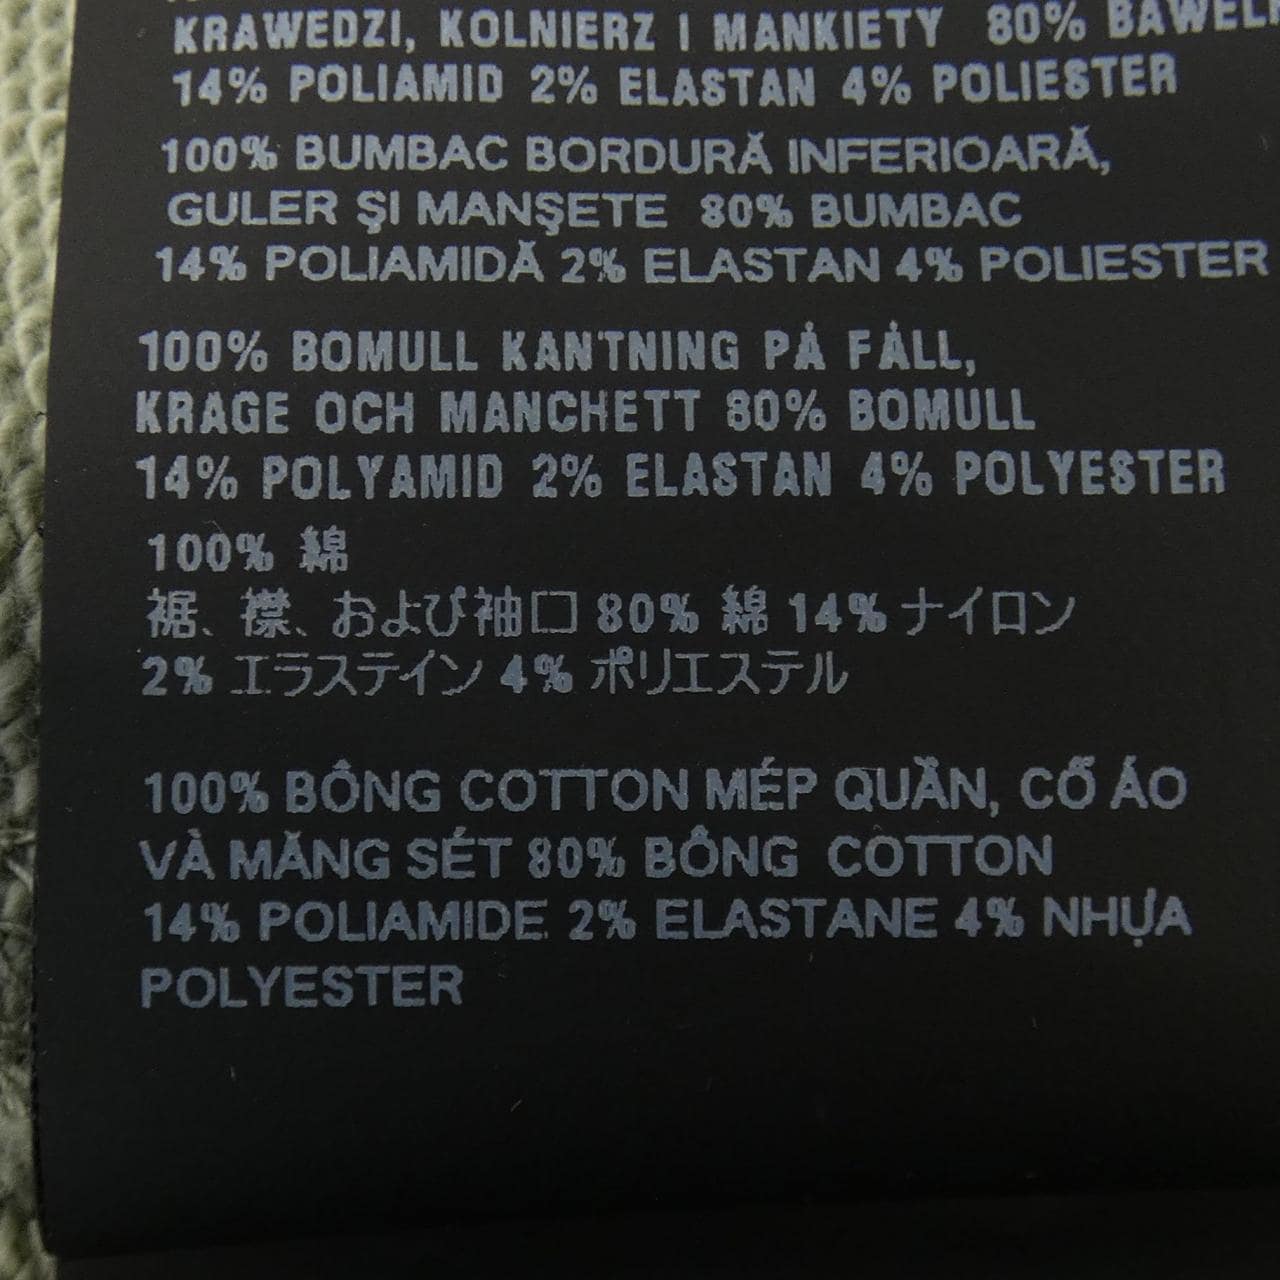 KRAWEDZI, KOLNIERZ I MANKIETY 80%
14% POLIAMID 2% ELASTAN 4% POLIESTER
100% BUMBAC BORDURĂ INFERIOARĂ,
GULER ŞI MANŞETE 80% BUMBAC
14% POLIAMIDĂ 2% ELASTAN 4% POLIESTER
100% BOMULL KANTNING PÅ FÅLL,
KRAGE OCH MANCHETT 80% BOMULL
14% POLYAMID 2% ELASTAN 4% POLYESTER
100% 綿
裾、襟、および袖口 80% 綿 14% ナイロン
2% エラステイン 4% ポリエステル
100% BÔNG COTTON MÉP QUẦN, CỔ ÁO
VÀ MĂNG SÉT 80% BÔNG COTTON
14% POLIAMIDE 2% ELASTANE 4% NHỰA
POLYESTER